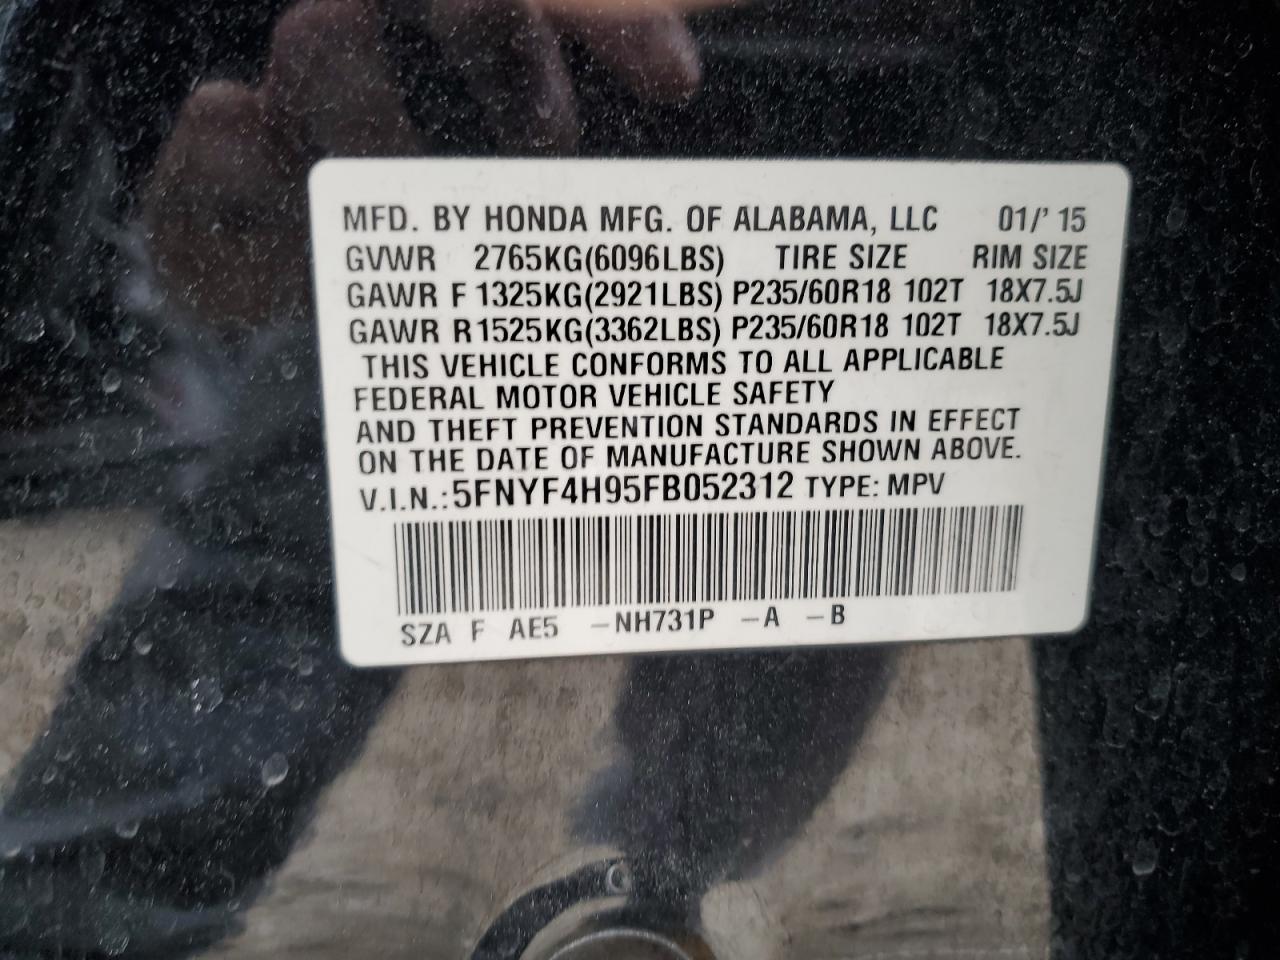 MFD. BY HONDA MFG. OF ALABAMA, LLC 01/' 15
GVWR 2765KG(6096LBS) TIRE SIZE RIM SIZE
GAWR F 1325KG(2921LBS) P235/60R18 102T 18X7.5J
GAWR R 1525KG(3362LBS) P235/60R18 102T 18X7.5J
THIS VEHICLE CONFORMS TO ALL APPLICABLE
FEDERAL MOTOR VEHICLE SAFETY
AND THEFT PREVENTION STANDARDS IN EFFECT
ON THE DATE OF MANUFACTURE SHOWN ABOVE.
V.I.N.: 5FNYF4H95FB052312 TYPE: MPV
SZA F AE5 -NH731P -A -B